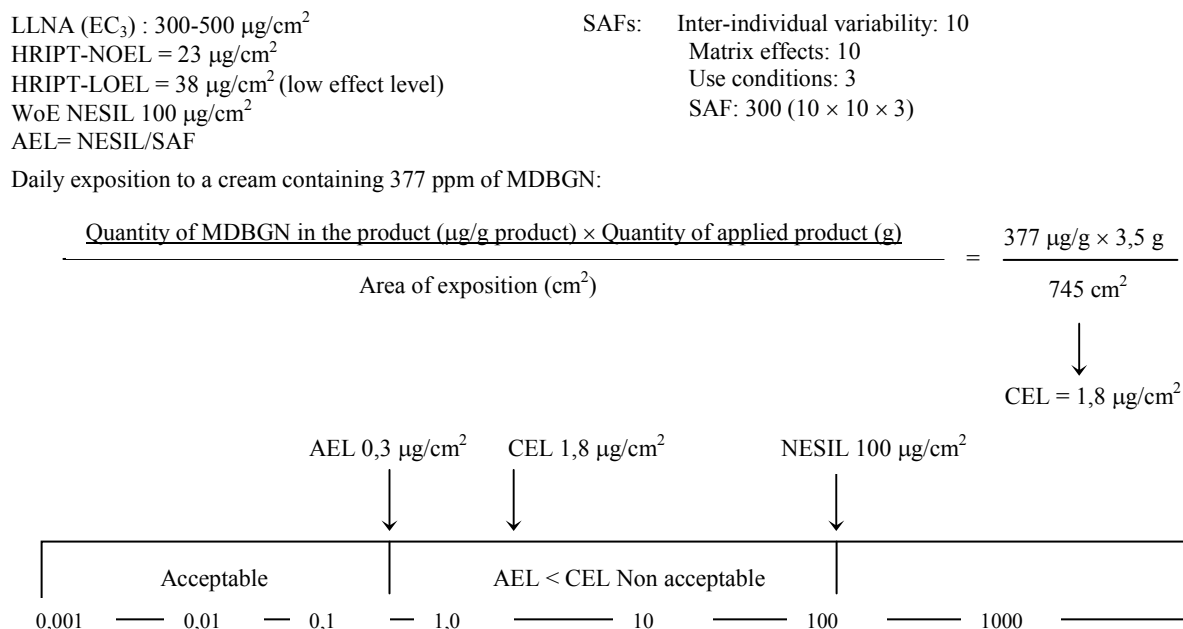 LLNA (EC₃) : 300-500 μg/cm²
HRIPT-NOEL = 23 μg/cm²
HRIPT-LOEL = 38 μg/cm² (low effect level)
WoE NESIL 100 μg/cm²
AEL= NESIL/SAF
SAFs: Inter-individual variability: 10
Matrix effects: 10
Use conditions: 3
SAF: 300 (10 × 10 × 3)
Daily exposition to a cream containing 377 ppm of MDBGN:
Quantity of MDBGN in the product (μg/g product) × Quantity of applied product (g)
Area of exposition (cm²)
=
377 μg/g × 3,5 g
745 cm²
CEL = 1,8 μg/cm²
AEL 0,3 μg/cm² CEL 1,8 μg/cm² NESIL 100 μg/cm²
Acceptable AEL < CEL Non acceptable
0,001 0,01 0,1 1,0 10 100 1000